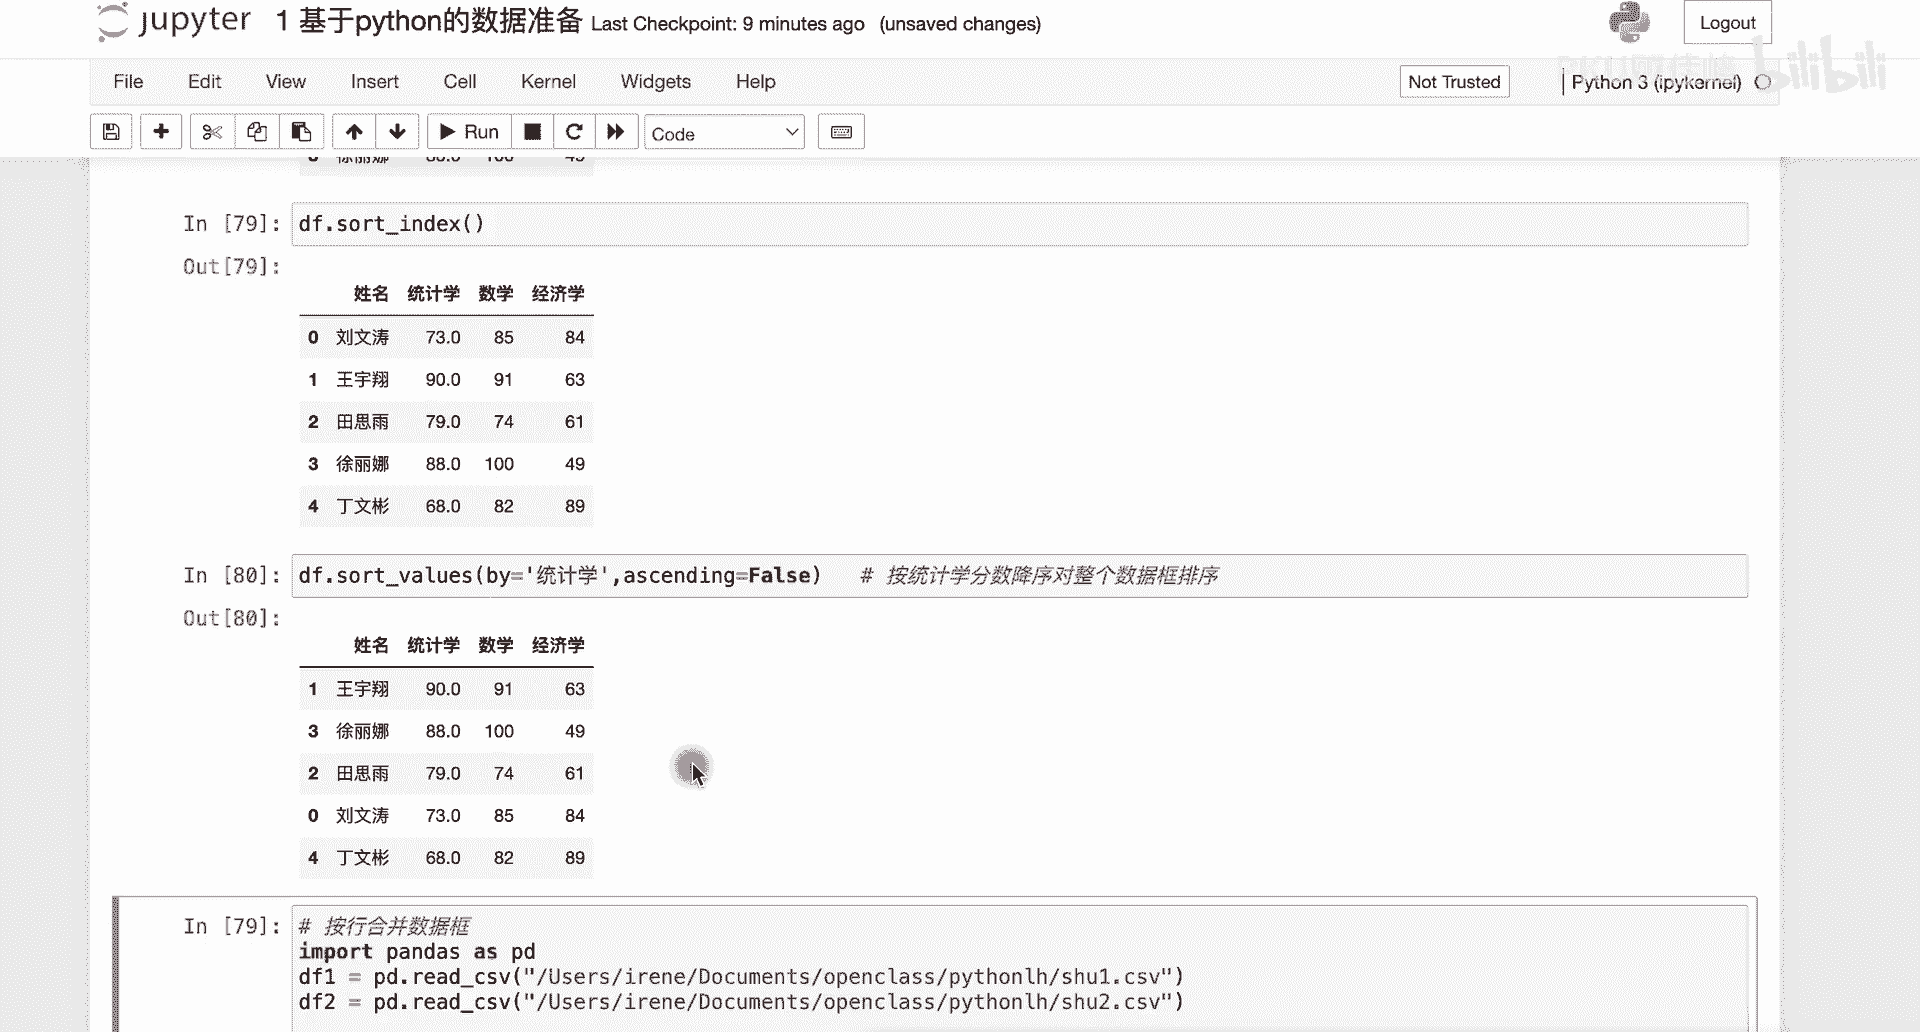 jupyter 1 基于python的数据准备 Last Checkpoint: 9 minutes ago (unsaved changes)
Logout
bilibili
File Edit View Insert Cell Kernel Widgets Help
Not Trusted
Python 3 (ipykernel)
Run
Code
In [79]: df.sort_index()
Out[79]:
姓名 统计学 数学 经济学
0 刘文涛 73.0 85 84
1 王宇翔 90.0 91 63
2 田思雨 79.0 74 61
3 徐丽娜 88.0 100 49
4 丁文彬 68.0 82 89
In [80]: df.sort_values(by='统计学',ascending=False) # 按统计学分数降序对整个数据框排序
Out[80]:
姓名 统计学 数学 经济学
1 王宇翔 90.0 91 63
3 徐丽娜 88.0 100 49
2 田思雨 79.0 74 61
0 刘文涛 73.0 85 84
4 丁文彬 68.0 82 89
In [79]: # 按行合并数据框
import pandas as pd
df1 = pd.read_csv("/Users/irene/Documents/openclass/pythonlh/shu1.csv")
df2 = pd.read_csv("/Users/irene/Documents/openclass/pythonlh/shu2.csv")